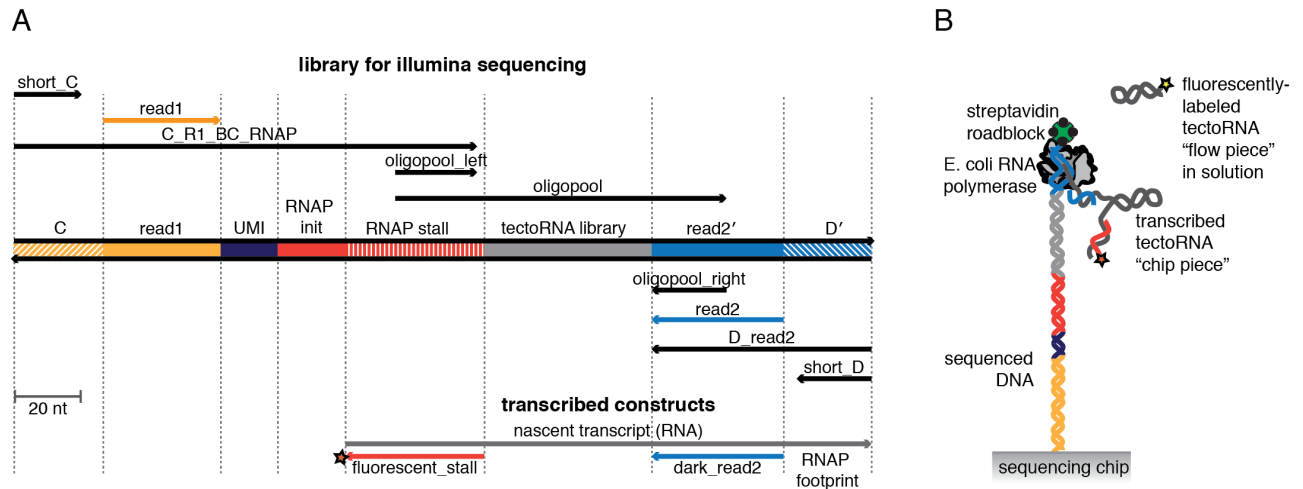 A
library for illumina sequencing
short_C
read1
C_R1_BC_RNAP
oligopool_left
oligopool
C
read1
UMI
RNAP
init
RNAP stall
tectoRNA library
read2′
D′
oligopool_right
read2
D_read2
short_D
20 nt
transcribed constructs
nascent transcript (RNA)
fluorescent_stall
dark_read2
RNAP
footprint
B
streptavidin
roadblock
E. coli RNA
polymerase
fluorescently-
labeled
tectoRNA
“flow piece”
in solution
transcribed
tectoRNA
“chip piece”
sequenced
DNA
sequencing chip